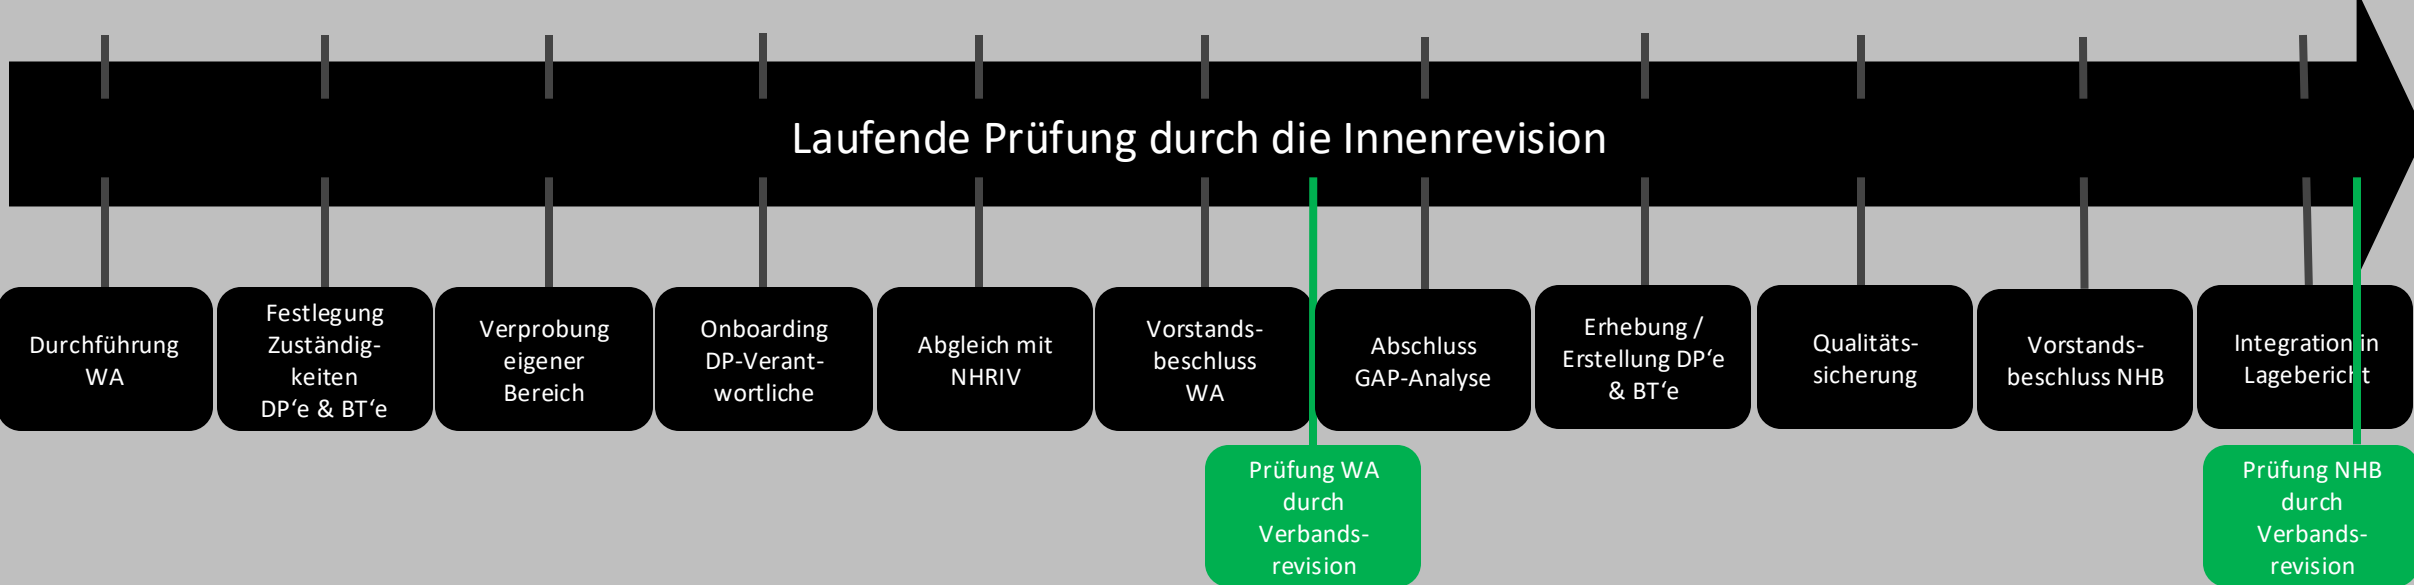 Laufende Prüfung durch die Innenrevision
Durchführung
WA
Festlegung
Zuständig-
keiten
DP‘e & BT‘e
Verprobung
eigener
Bereich
Onboarding
DP-Verant-
wortliche
Abgleich mit
NHRIV
Vorstands-
beschluss
WA
Abschluss
GAP-Analyse
Erhebung /
Erstellung DP‘e
& BT‘e
Qualitäts-
sicherung
Vorstands-
beschluss NHB
Integration in
Lagebericht
Prüfung WA
durch
Verbands-
revision
Prüfung NHB
durch
Verbands-
revision